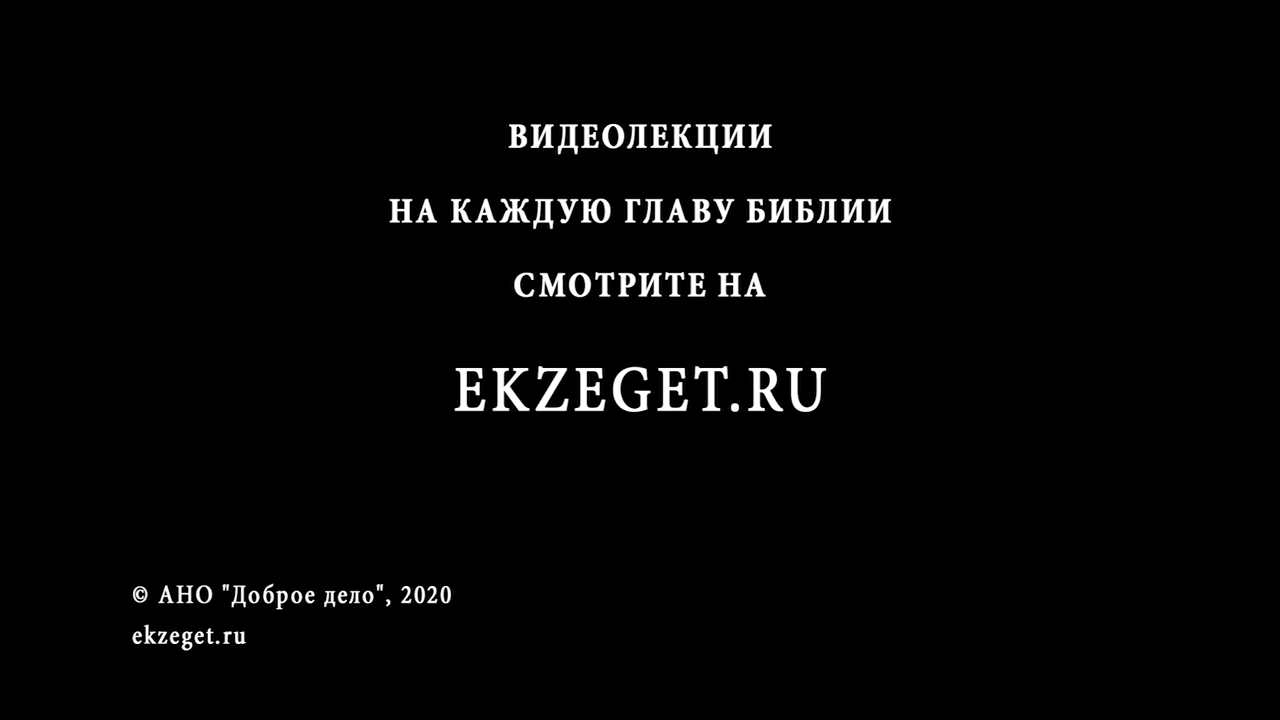 ВИДЕОЛЕКЦИИ
НА КАЖДУЮ ГЛАВУ БИБЛИИ
СМОТРИТЕ НА
EKZEGET.RU
© АНО "Доброе дело", 2020
ekzeget.ru